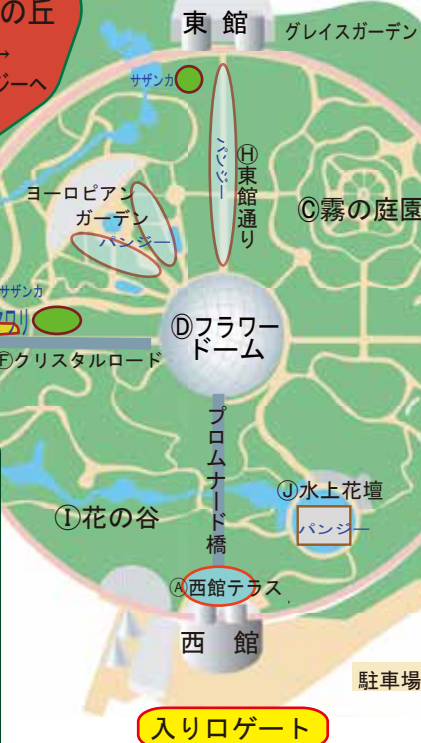 の丘
→
ジーへ
東館
グレイスガーデン
サザンカ
パンジー
Ⓗ東館通り
ヨーロピアン
ガーデン
パンジー
Ⓒ霧の庭園
サザンカ
Ⓓフラワー
ドーム
Ⓕクリスタルロード
プロムナード橋
Ⓙ水上花壇
パンジー
Ⓘ花の谷
Ⓐ西館テラス
西館
駐車場
入り口ゲート